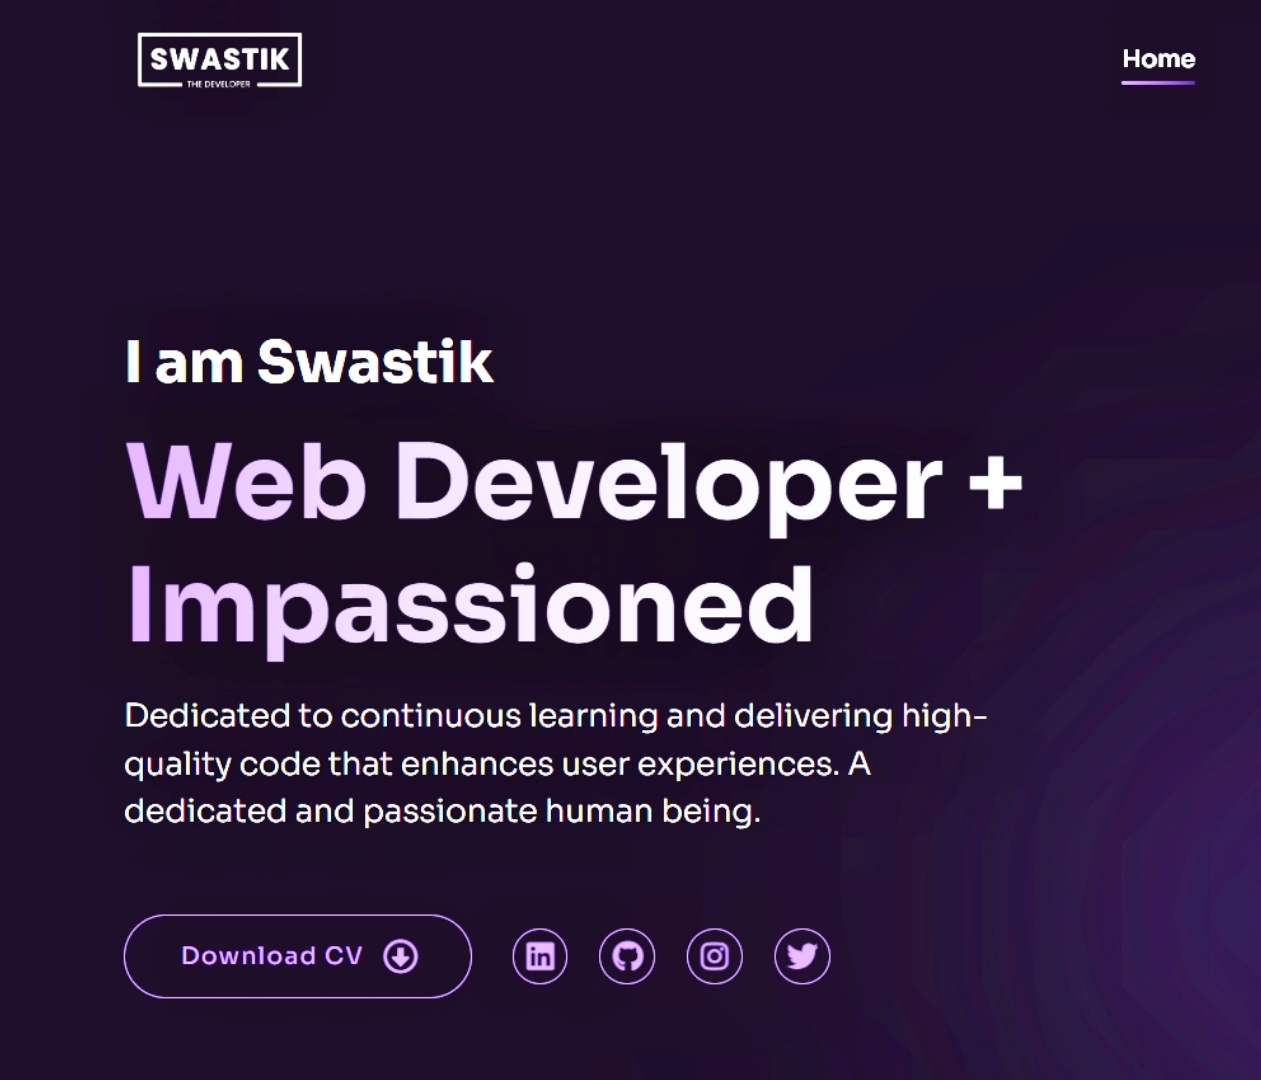 SWASTIK
THE DEVELOPER
Home
I am Swastik
Web Developer +
Impassioned
Dedicated to continuous learning and delivering high-
quality code that enhances user experiences. A
dedicated and passionate human being.
Download CV
in